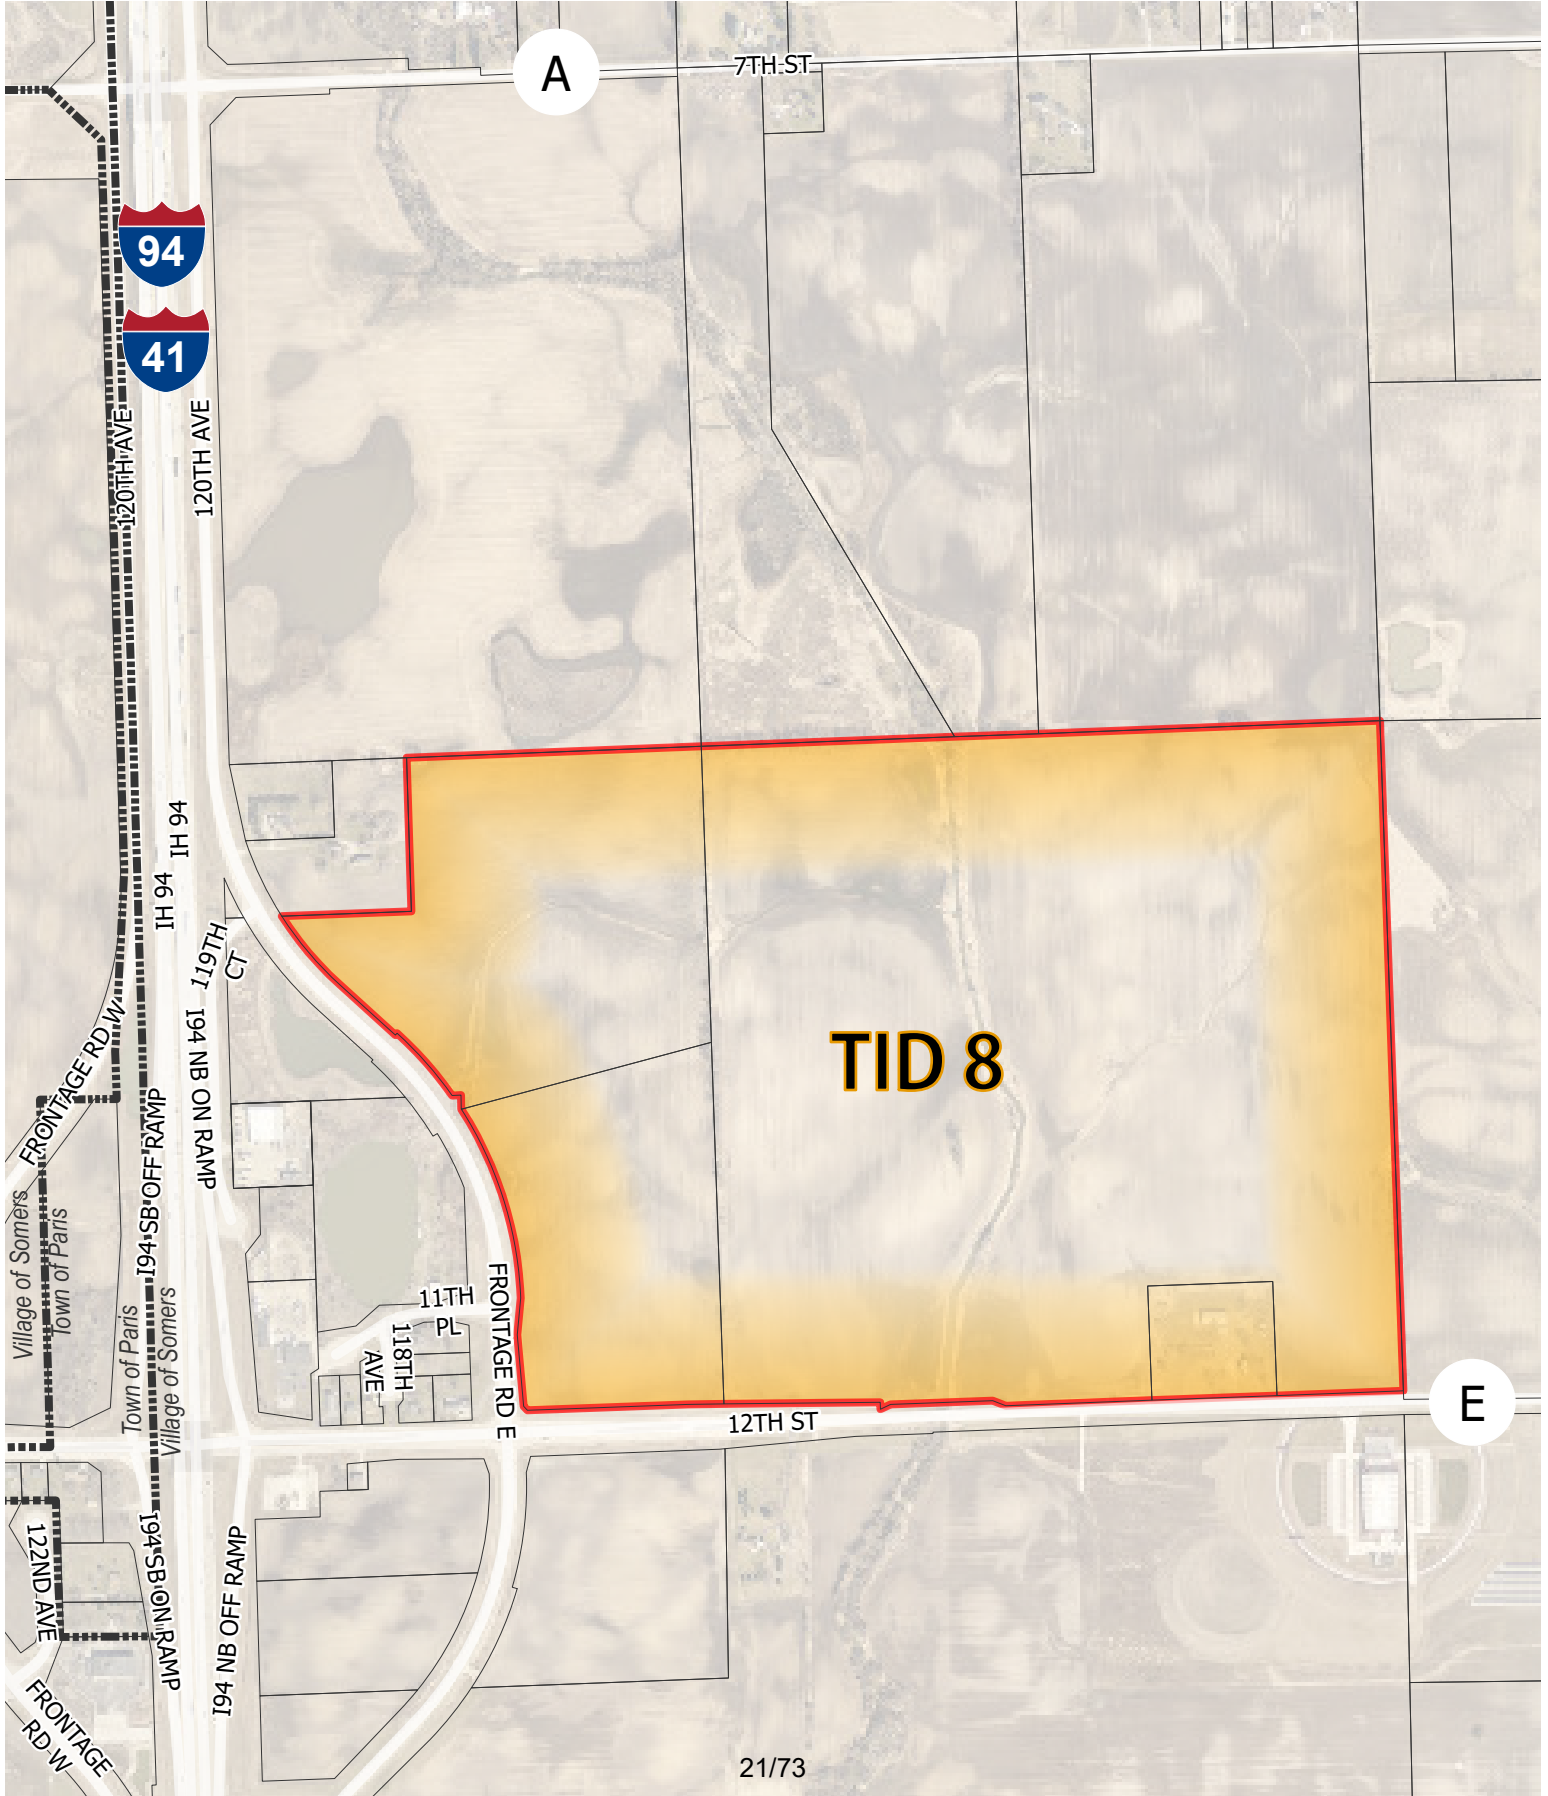 A
7TH ST
94
41
120TH AVE
120TH AVE
IH 94
IH 94
119TH
CT
FRONTAGE RD W
I94 NB ON RAMP
TID 8
I94 SB OFF RAMP
Village of Somers
Town of Paris
Town of Paris
Village of Somers
11TH
PL
118TH
AVE
FRONTAGE RD E
12TH ST
E
122ND AVE
I94 SB ON RAMP
I94 NB OFF RAMP
FRONTAGE
RD W
21/73